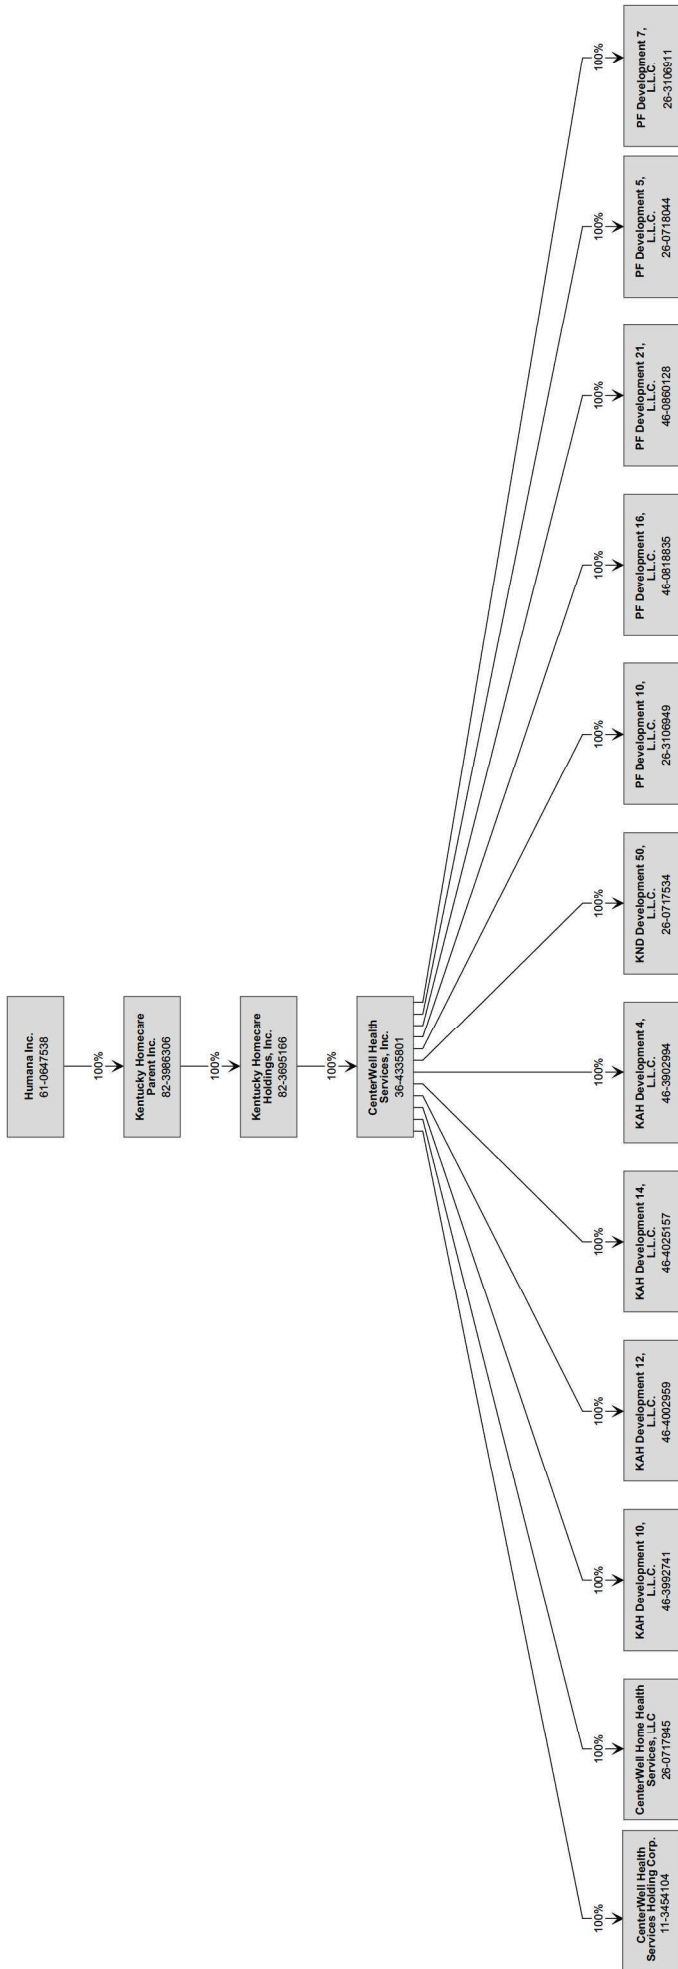 Humana Inc.
61-0647538
100%
Kentucky Homecare
Parent Inc.
82-3986306
100%
Kentucky Homecare
Holdings, Inc.
82-3695166
100%
CenterWell Health
Services, Inc.
36-4335801
100%
100%
100%
100%
100%
100%
100%
100%
100%
100%
100%
100%
CenterWell Health
Services Holding Corp.
11-3454104
CenterWell Home Health
Services, LLC
26-0717945
KAH Development 10,
L.L.C.
46-3992741
KAH Development 12,
L.L.C.
46-4002959
KAH Development 14,
L.L.C.
46-4025157
KAH Development 4,
L.L.C.
46-3902994
KND Development 50,
L.L.C.
26-0717534
PF Development 10,
L.L.C.
26-3106949
PF Development 16,
L.L.C.
46-0818835
PF Development 21,
L.L.C.
46-0860128
PF Development 5,
L.L.C.
26-0718044
PF Development 7,
L.L.C.
26-3106911